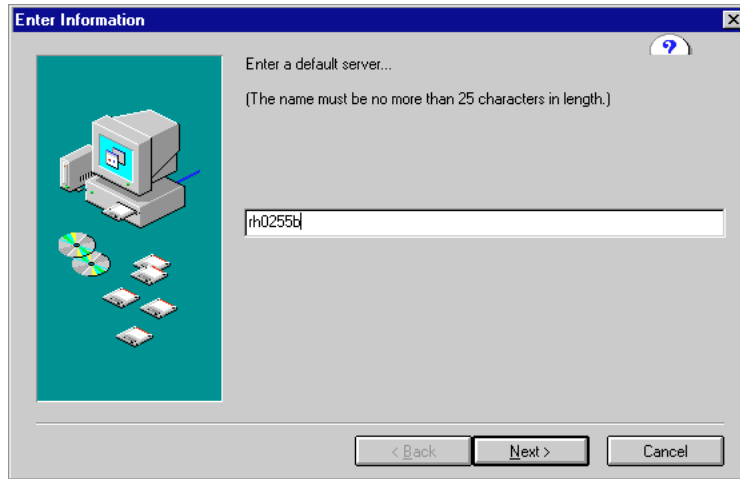 Enter Information
Enter a default server...
(The name must be no more than 25 characters in length.)
rh0255b
< Back
Next >
Cancel